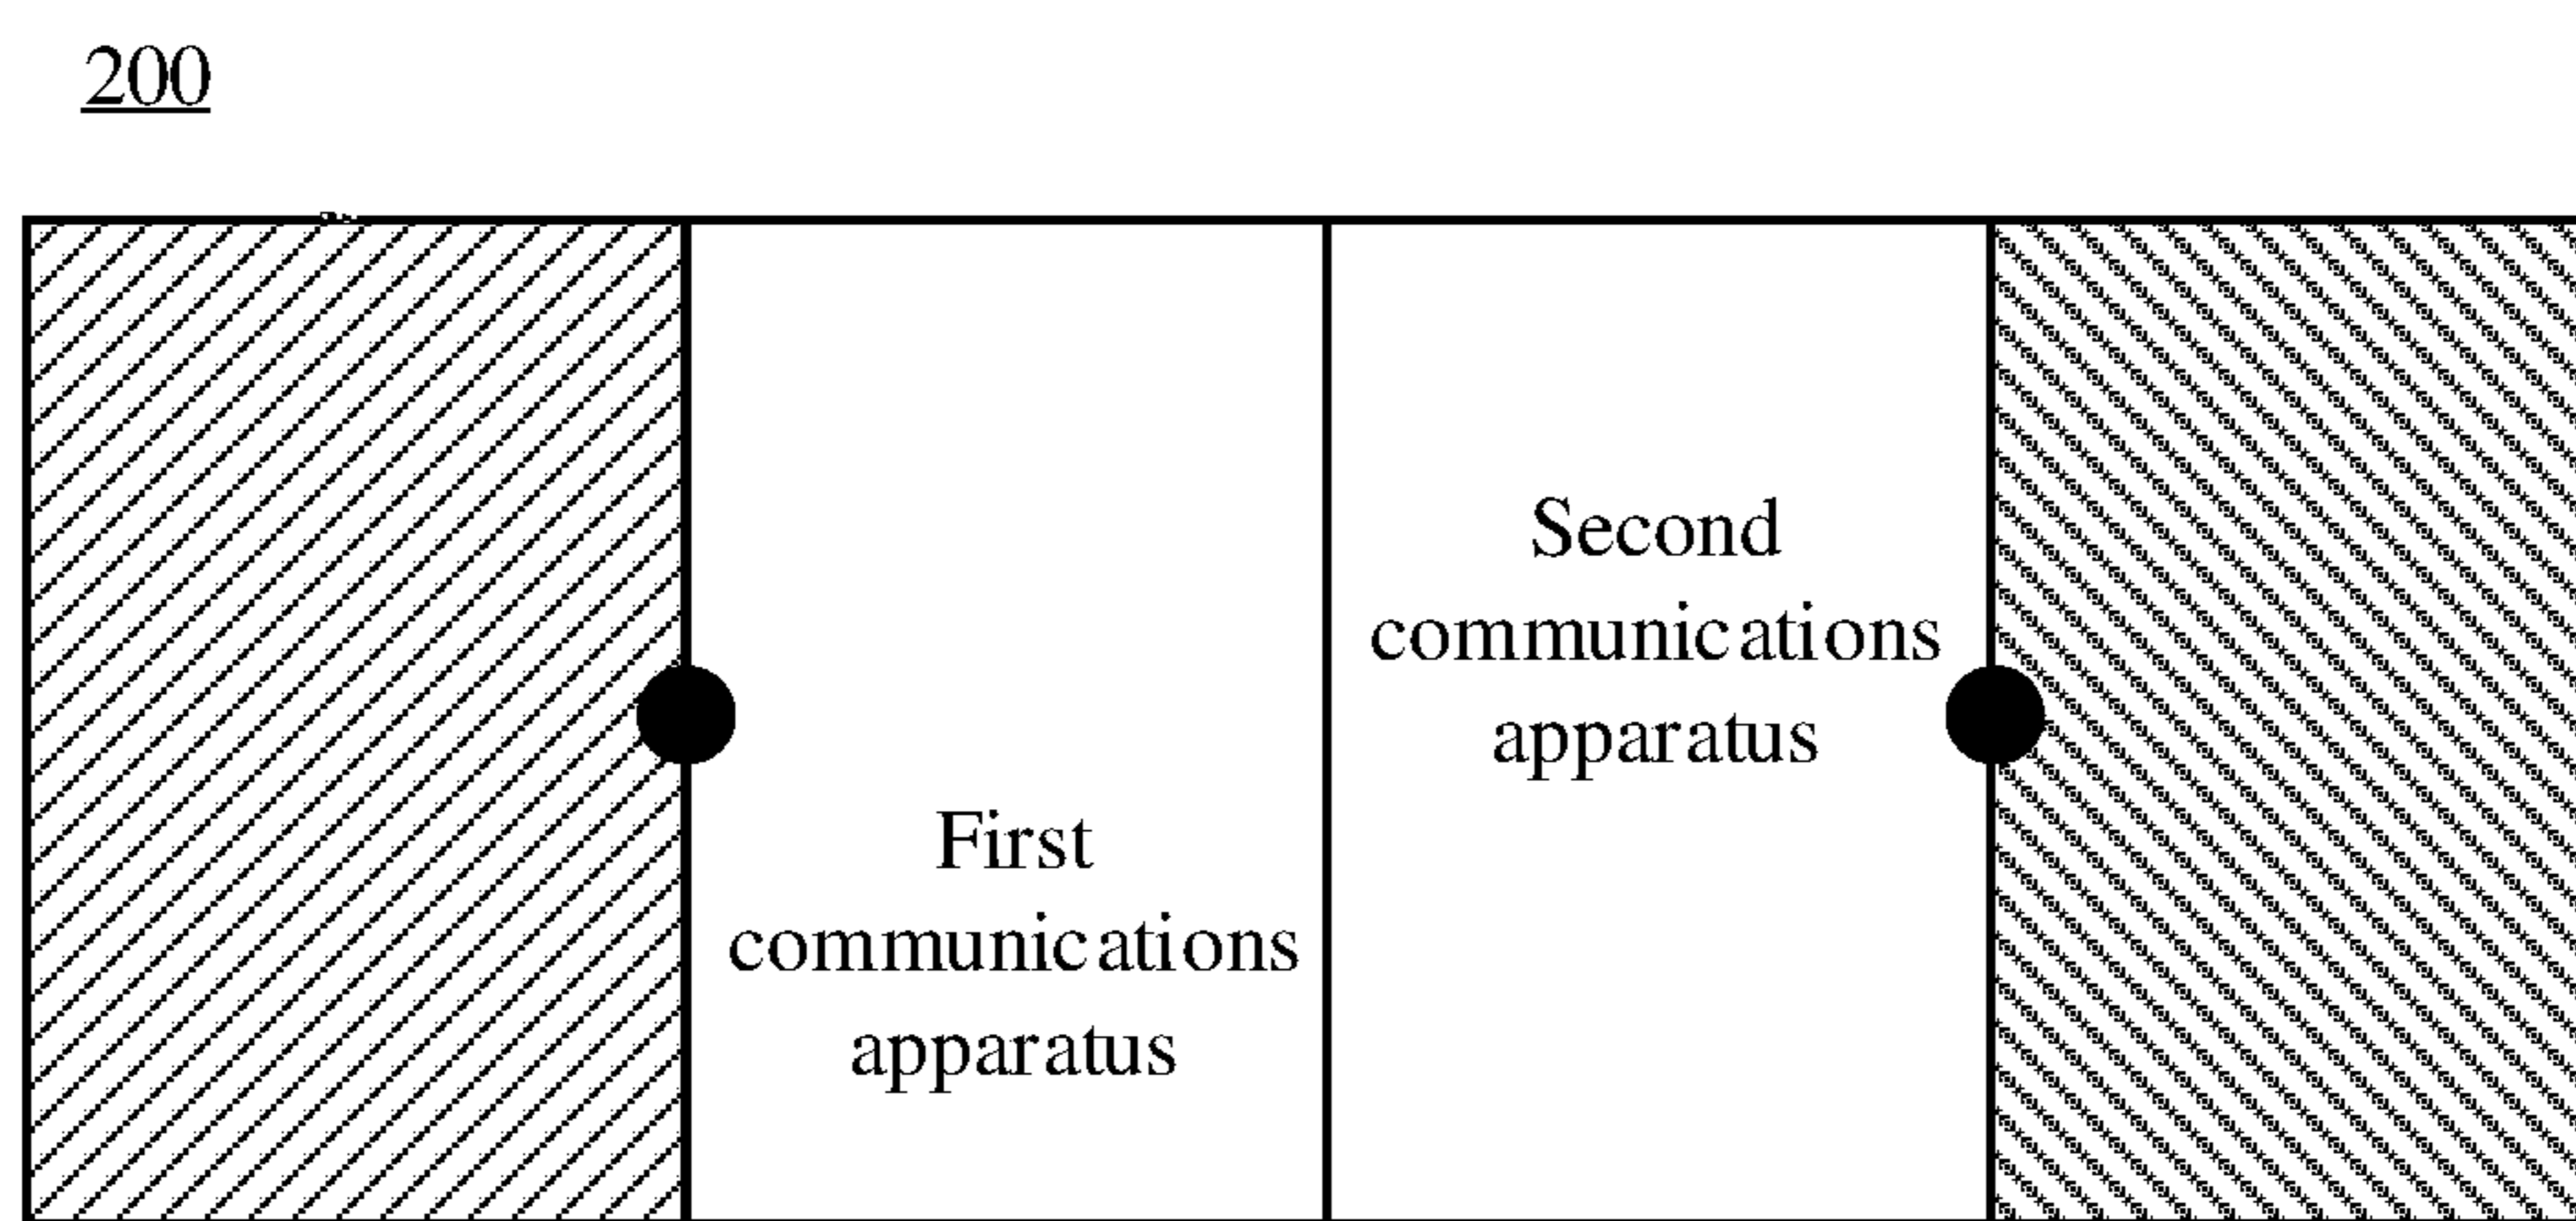 200
First
communications
apparatus
Second
communications
apparatus